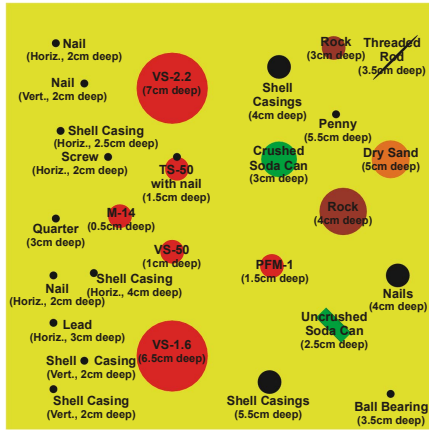 Nail
(Horiz., 2cm deep)
Nail
(Vert., 2cm deep)
VS-2.2
(7cm deep)
Shell
Casings
(4cm deep)
Rock
(3cm deep)
Threaded
Rod
(3.5cm deep)
Penny
(5.5cm deep)
Shell Casing
(Horiz., 2.5cm deep)
Screw
(Horiz., 2cm deep)
TS-50
with nail
(1.5cm deep)
Crushed
Soda Can
(3cm deep)
Dry Sand
(5cm deep)
M-14
(0.5cm deep)
Rock
(4cm deep)
Quarter
(3cm deep)
VS-50
(1cm deep)
PFM-1
(1.5cm deep)
Nail
(Horiz., 2cm deep)
Shell Casing
(Horiz., 4cm deep)
Nails
(4cm deep)
Lead
(Horiz., 3cm deep)
Uncrushed
Soda Can
(2.5cm deep)
VS-1.6
(6.5cm deep)
Shell Casing
(Vert., 2cm deep)
Shell Casing
(Vert., 2cm deep)
Shell Casings
(5.5cm deep)
Ball Bearing
(3.5cm deep)